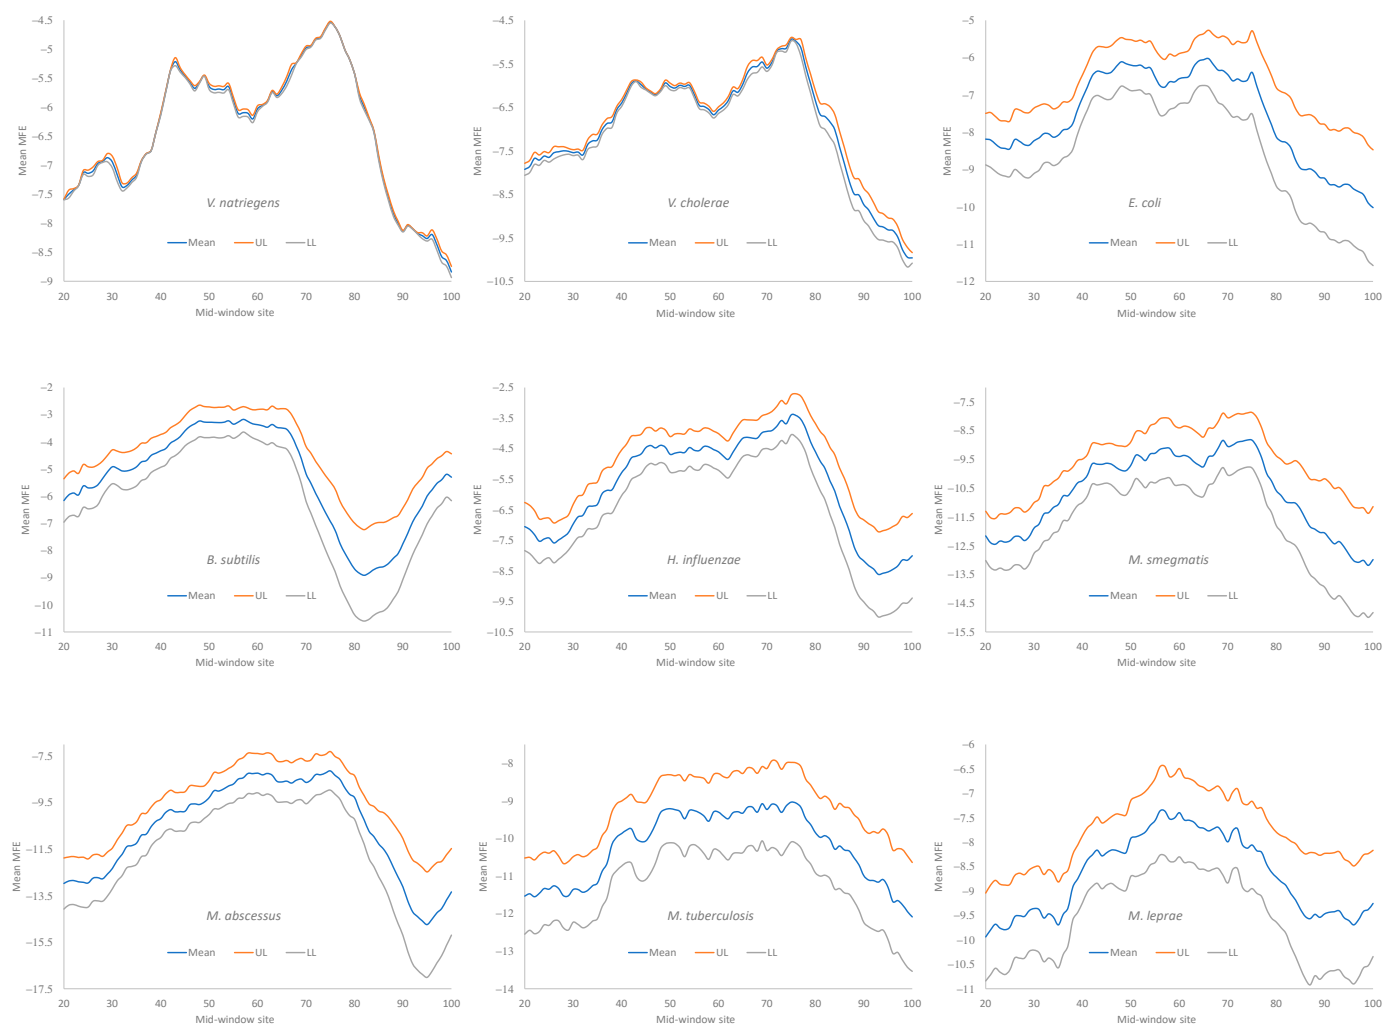 −4.5
−5
−5.5
−6
−6.5
−7
−7.5
−8
−8.5
−9
Mean MFE
V. natriegens
Mean UL LL
20 30 40 50 60 70 80 90 100
Mid-window site
−4.5
−5.5
−6.5
−7.5
−8.5
−9.5
−10.5
Mean MFE
V. cholerae
Mean UL LL
20 30 40 50 60 70 80 90 100
Mid-window site
−5
−6
−7
−8
−9
−10
−11
−12
Mean MFE
E. coli
Mean UL LL
20 30 40 50 60 70 80 90 100
Mid-window site
−2
−3
−4
−5
−6
−7
−8
−9
−10
−11
Mean MFE
B. subtilis
Mean UL LL
20 30 40 50 60 70 80 90 100
Mid-window site
−2.5
−3.5
−4.5
−5.5
−6.5
−7.5
−8.5
−9.5
−10.5
Mean MFE
H. influenzae
Mean UL LL
20 30 40 50 60 70 80 90 100
Mid-window site
−7.5
−8.5
−9.5
−10.5
−11.5
−12.5
−13.5
−14.5
−15.5
Mean MFE
M. smegmatis
Mean UL LL
20 30 40 50 60 70 80 90 100
Mid-window site
−7.5
−9.5
−11.5
−13.5
−15.5
−17.5
Mean MFE
M. abscessus
Mean UL LL
20 30 40 50 60 70 80 90 100
Mid-window site
−8
−9
−10
−11
−12
−13
−14
Mean MFE
M. tuberculosis
Mean UL LL
20 30 40 50 60 70 80 90 100
Mid-window site
−6
−6.5
−7
−7.5
−8
−8.5
−9
−9.5
−10
−10.5
−11
Mean MFE
M. leprae
Mean UL LL
20 30 40 50 60 70 80 90 100
Mid-window site